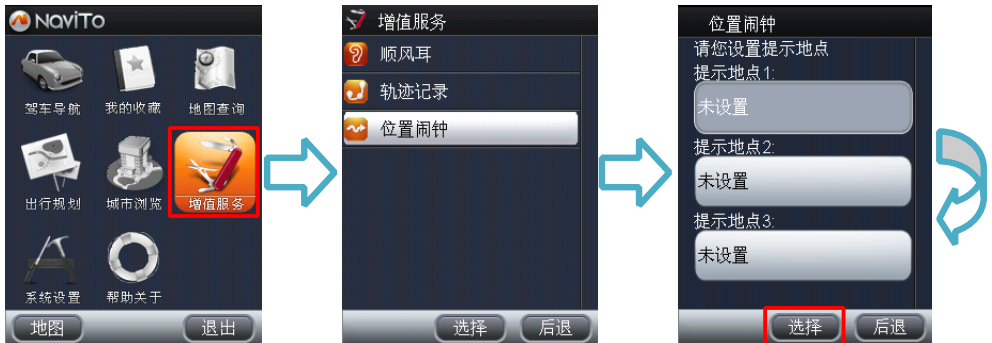 NaviTo
驾车导航 我的收藏 地图查询
出行规划 城市浏览 增值服务
系统设置 帮助关于
地图 退出
增值服务
顺风耳
轨迹记录
位置闹钟
选择 后退
位置闹钟
请您设置提示地点
提示地点1:
未设置
提示地点2:
未设置
提示地点3:
未设置
选择 后退